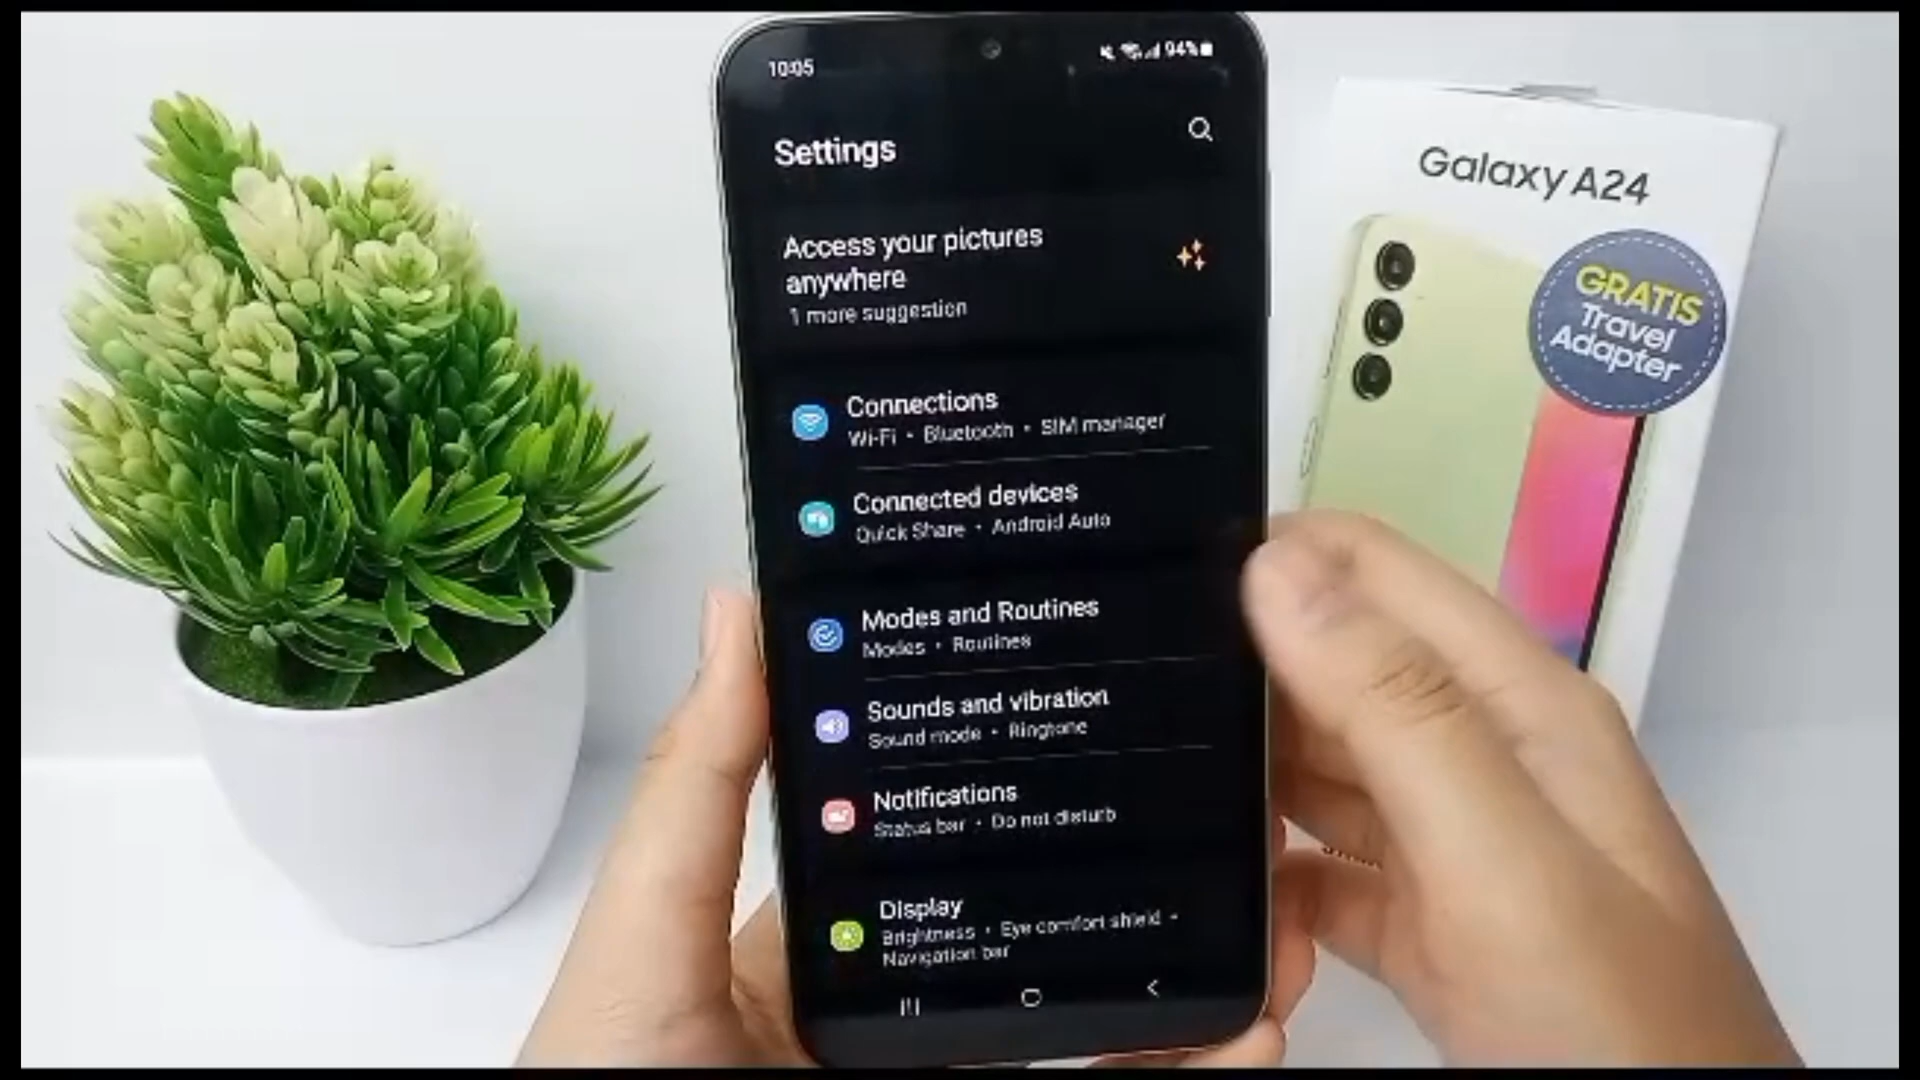 10:05
94%
Settings
Access your pictures
anywhere
1 more suggestion
Connections
Wi-Fi • Bluetooth • SIM manager
Connected devices
Quick Share • Android Auto
Modes and Routines
Modes • Routines
Sounds and vibration
Sound mode • Ringtone
Notifications
Status bar • Do not disturb
Display
Brightness • Eye comfort shield •
Navigation bar
Galaxy A24
GRATIS
Travel
Adapter